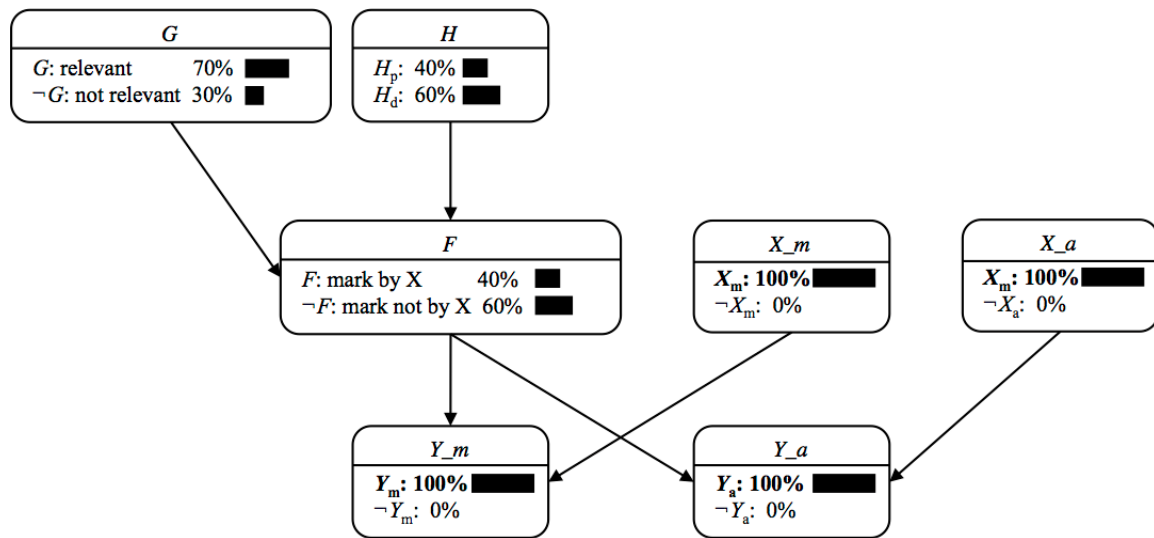 G
G: relevant 70%
¬G: not relevant 30%
H
Hp: 40%
Hd: 60%
F
F: mark by X 40%
¬F: mark not by X 60%
X_m
Xm: 100%
¬Xm: 0%
X_a
Xm: 100%
¬Xa: 0%
Y_m
Ym: 100%
¬Ym: 0%
Y_a
Ya: 100%
¬Ya: 0%